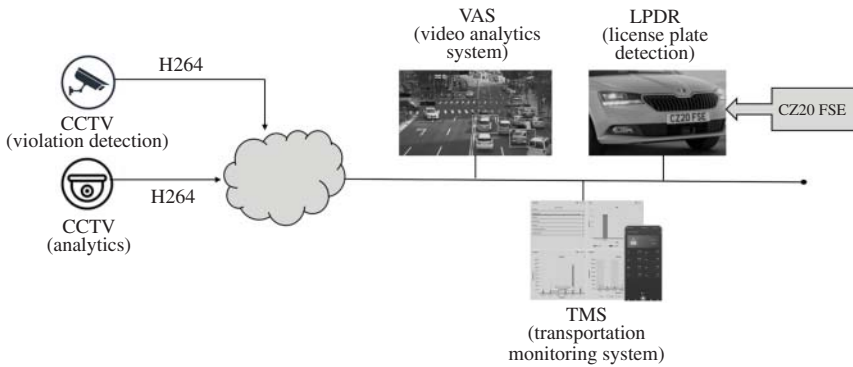 VAS
(video analytics
system)
LPDR
(license plate
detection)
H264
CCTV
(violation detection)
CZ20 FSE
CZ20 FSE
H264
CCTV
(analytics)
TMS
(transportation
monitoring system)